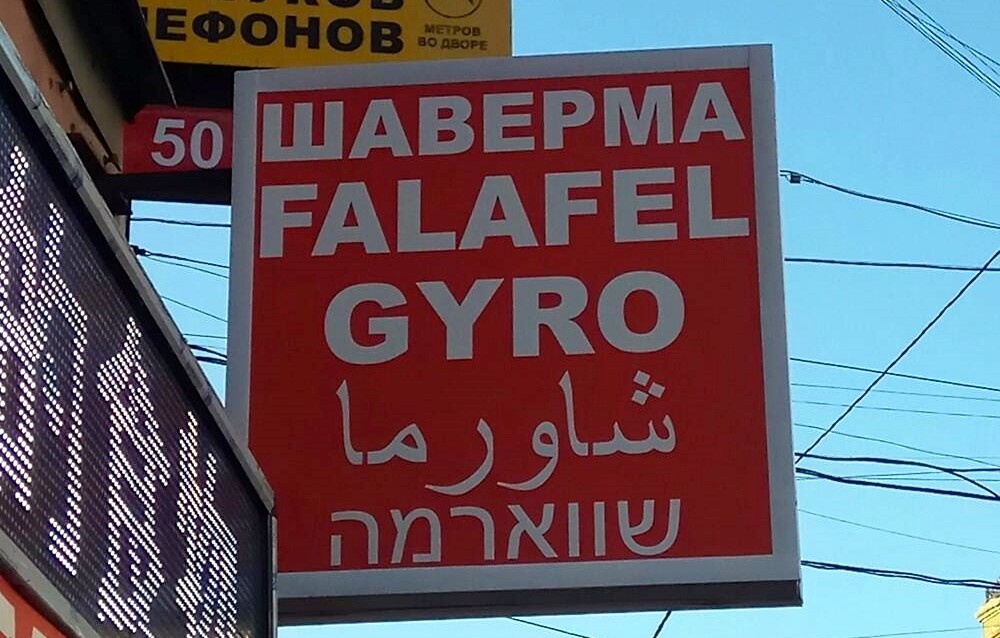 ЕФОНОВ
МЕТРОВ
ВО ДВОРЕ
50
ШАВЕРМА
FALAFEL
GYRO
شاورما
שווארמה